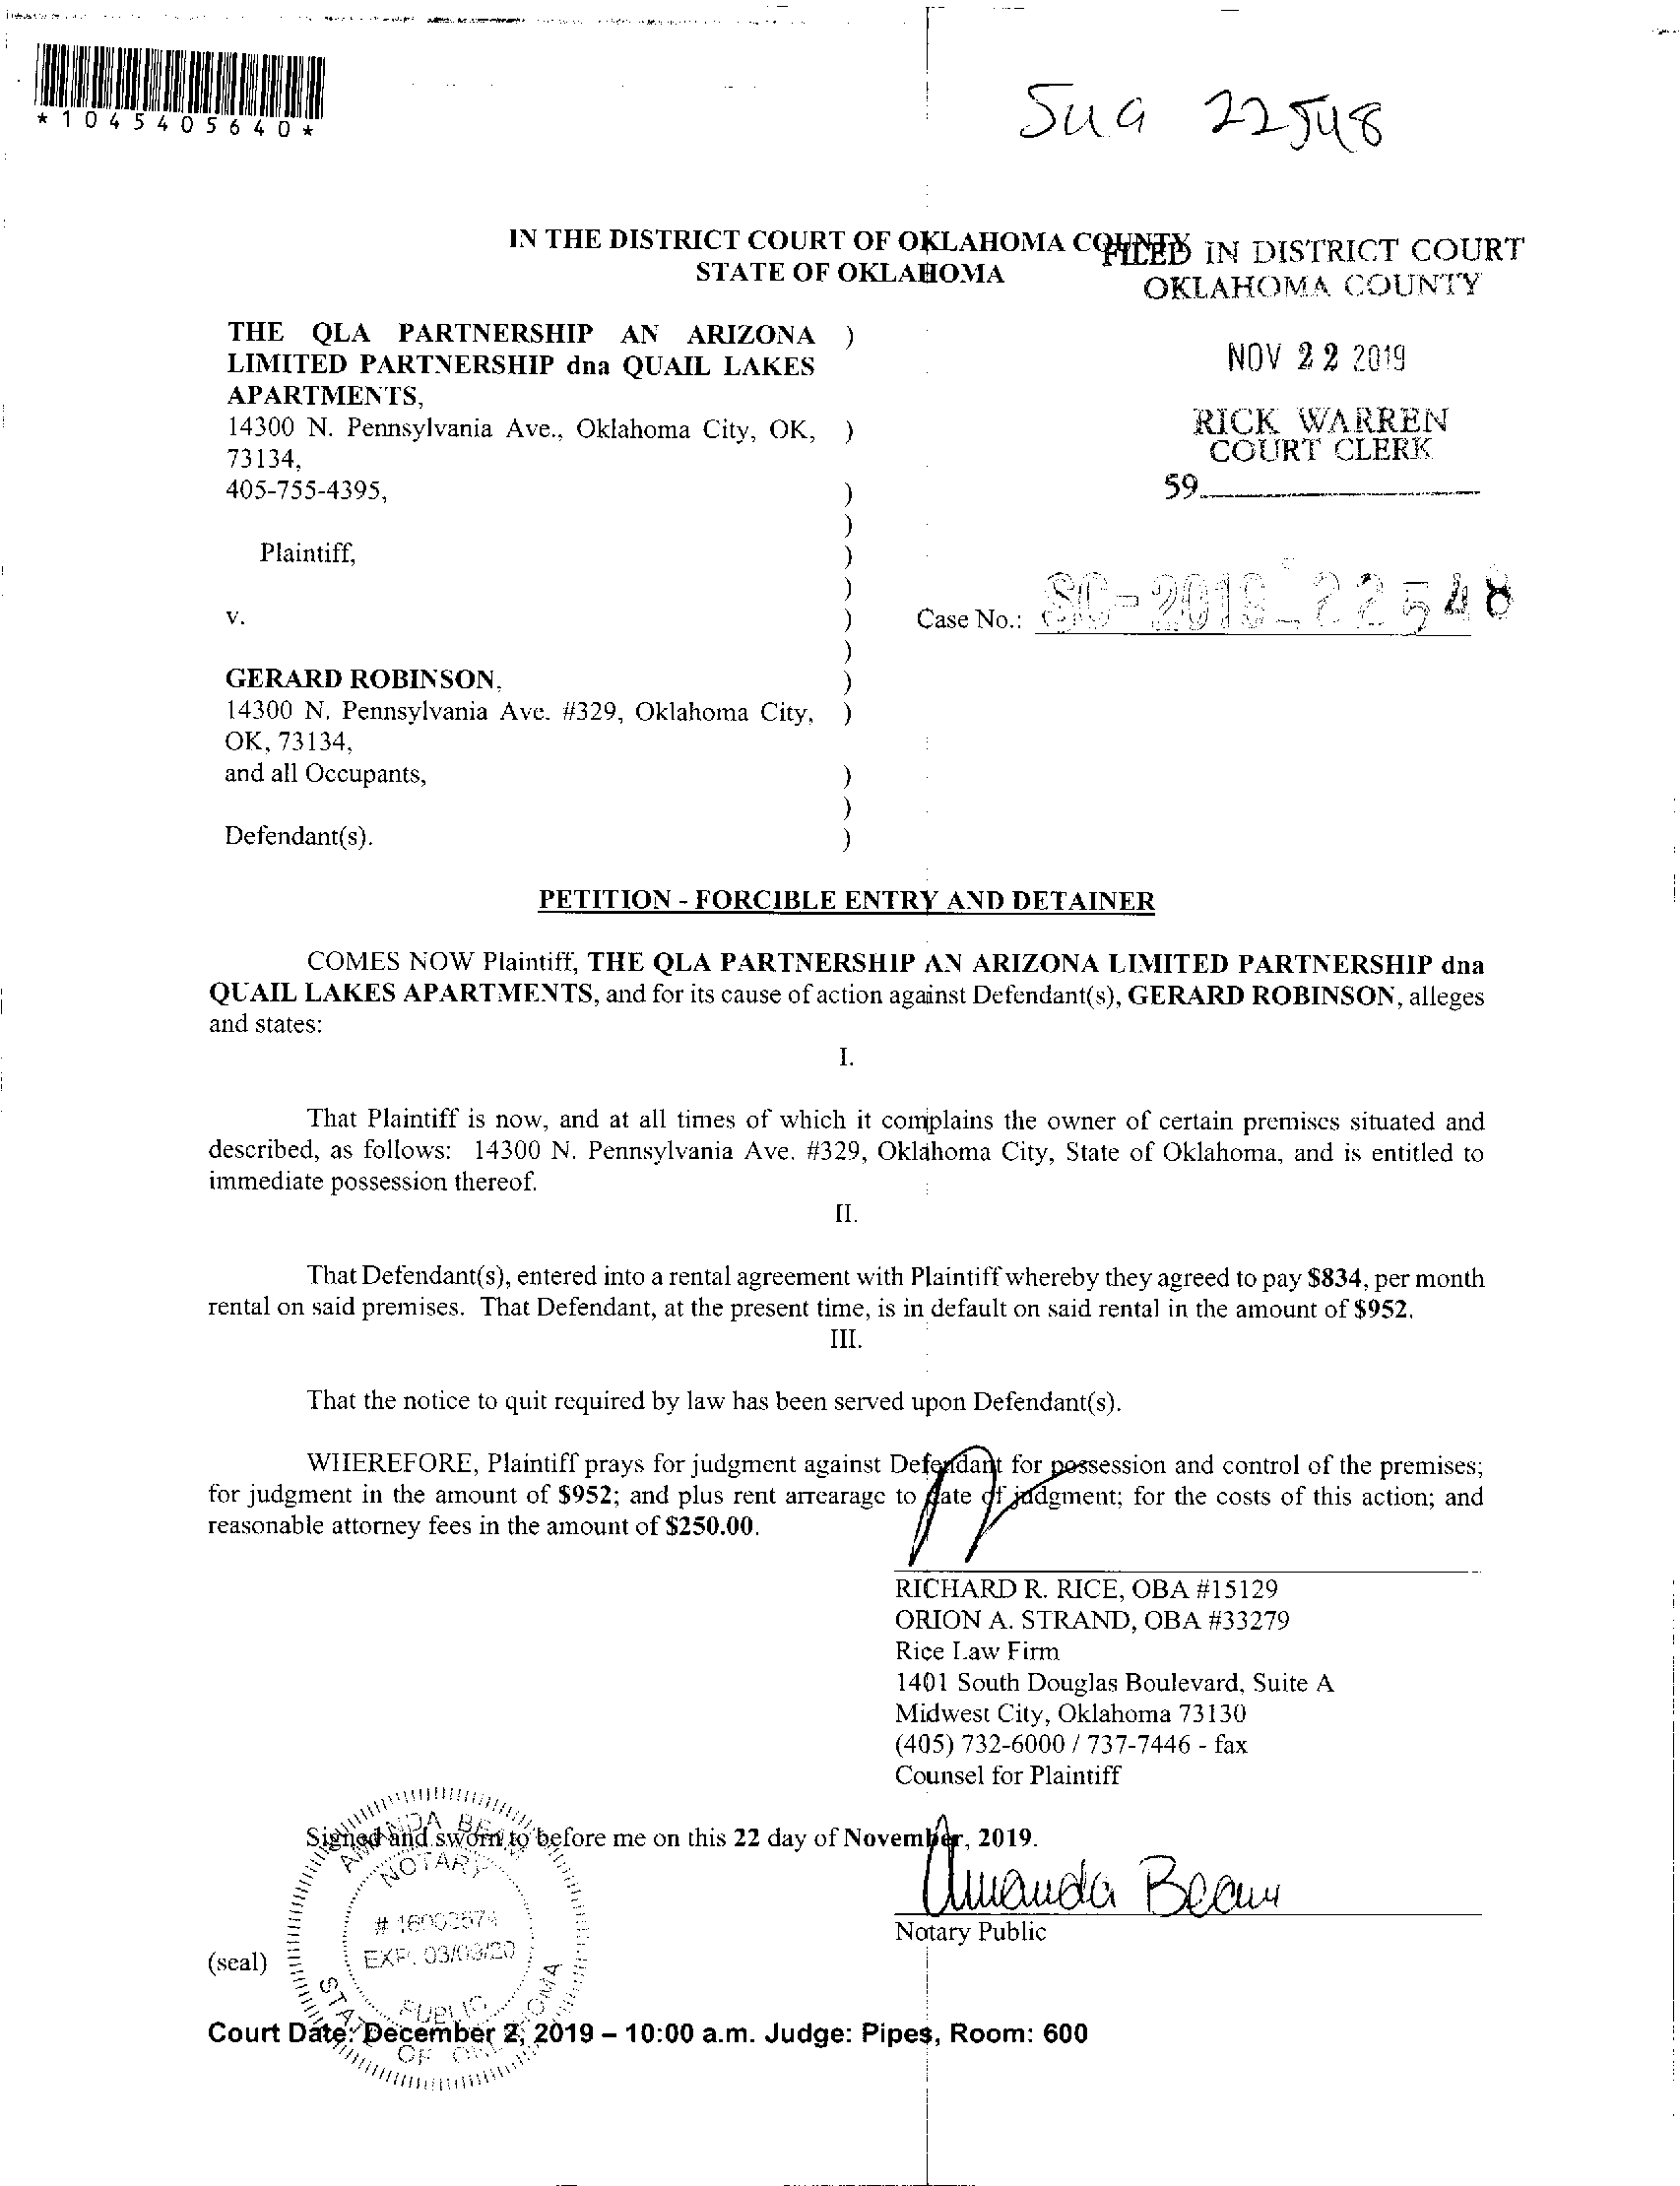 *1045405640*
22548
IN THE DISTRICT COURT OF OKLAHOMA COUNTY
STATE OF OKLAHOMA
FILED IN DISTRICT COURT
OKLAHOMA COUNTY
NOV 22 2019
RICK WARREN
COURT CLERK
59
THE QLA PARTNERSHIP AN ARIZONA )
LIMITED PARTNERSHIP dna QUAIL LAKES
APARTMENTS,
14300 N. Pennsylvania Ave., Oklahoma City, OK, )
73134,
405-755-4395, )
)
Plaintiff, )
)
v. )
Case No.: SC-2019-22548
)
GERARD ROBINSON, )
14300 N. Pennsylvania Ave. #329, Oklahoma City, )
OK, 73134,
and all Occupants, )
)
Defendant(s). )
PETITION - FORCIBLE ENTRY AND DETAINER
COMES NOW Plaintiff, THE QLA PARTNERSHIP AN ARIZONA LIMITED PARTNERSHIP dna
QUAIL LAKES APARTMENTS, and for its cause of action against Defendant(s), GERARD ROBINSON, alleges
and states:
I.
That Plaintiff is now, and at all times of which it complains the owner of certain premises situated and
described, as follows: 14300 N. Pennsylvania Ave. #329, Oklahoma City, State of Oklahoma, and is entitled to
immediate possession thereof.
II.
That Defendant(s), entered into a rental agreement with Plaintiff whereby they agreed to pay $834, per month
rental on said premises. That Defendant, at the present time, is in default on said rental in the amount of $952.
III.
That the notice to quit required by law has been served upon Defendant(s).
WHEREFORE, Plaintiff prays for judgment against Defendant for possession and control of the premises;
for judgment in the amount of $952; and plus rent arrearage to date of judgment; for the costs of this action; and
reasonable attorney fees in the amount of $250.00.
RICHARD R. RICE, OBA #15129
ORION A. STRAND, OBA #33279
Rice Law Firm
1401 South Douglas Boulevard, Suite A
Midwest City, Oklahoma 73130
(405) 732-6000 / 737-7446 - fax
Counsel for Plaintiff
Signed and sworn to before me on this 22 day of November, 2019.
Amanda Beam
Notary Public
(seal)
AMANDA BEAM
NOTARY
# 16002574
EXP. 03/03/20
PUBLIC
STATE OF OKLAHOMA
Court Date: December 2, 2019 – 10:00 a.m. Judge: Pipes, Room: 600